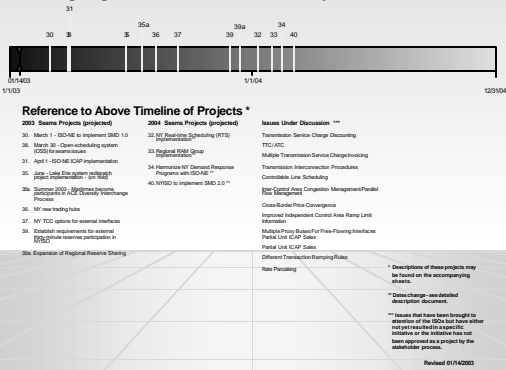 31
35a
39a
34
30
38
35
36
37
39
32
33
40
01/14/03
1/1/03
1/1/04
12/31/04
Reference to Above Timeline of Projects *
2003 Seams Projects (projected)
30. March 1 - ISO-NE to implement SMD 1.0
38. March 30 - Open-scheduling system
(OSS) for seams issues
31. April 1 - ISO-NE ICAP implementation
35. June - Lake Erie system redispatch
project implementation - (on hold)
35a Summer 2003 - Maritimes become
participants in ACE Diversity Interchange
Process
36. NY new trading hubs
37. NY TCC options for external interfaces
39. Establish requirements for external
thirty-minute reserves participation in
NYISO
39a. Expansion of Regional Reserve Sharing
2004 Seams Projects (projected)
32. NY Real-time Scheduling (RTS)
implementation
33. Regional RAM Group
implementation**
34. Harmonize NY Demand Response
Programs with ISO-NE **
40. NYISO to implement SMD 2.0 **
Issues Under Discussion ***
Transmission Service Charge Discounting
TTC/ATC
Multiple Transmission Service Charge Invoicing
Transmission Interconnection Procedures
Controllable Line Scheduling
Inter-Control Area Congestion Management/Parallel
Flow Management
Cross-Border Price Convergence
Improved Independent Control Area Ramp Limit
Information
Multiple Proxy Buses For Free-Flowing Interfaces
Partial Unit ICAP Sales
Partial Unit ICAP Sales
Different Transaction Ramping Rules
Rate Pancaking
* Descriptions of these projects may
be found on the accompanying
sheets.
** Dates change - see detailed
description document.
*** Issues that have been brought to
attention of the ISOs but have either
not yet resulted in a specific
initiative or the initiative has not
been approved as a project by the
stakeholder process.
Revised 01/14/2003